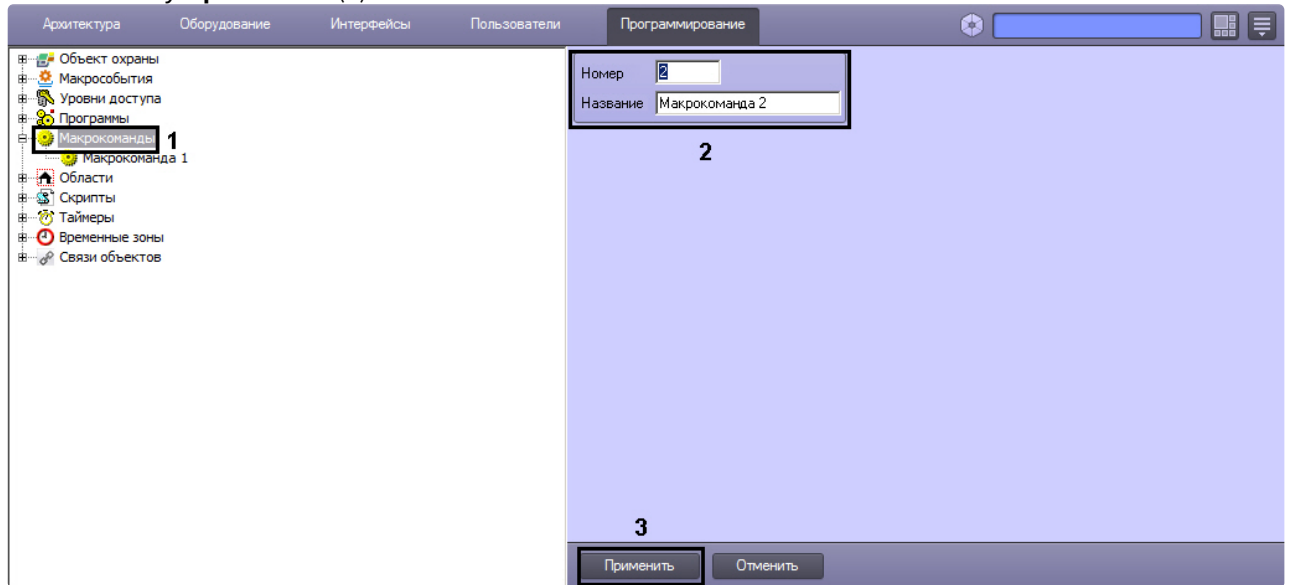 Архитектура Оборудование Интерфейсы Пользователи Программирование
Объект охраны
Макрособытия
Уровни доступа
Программы
Макрокоманды 1
Макрокоманда 1
Области
Скрипты
Таймеры
Временные зоны
Связи объектов
Номер 2
Название Макрокоманда 2
2
3
Применить Отменить